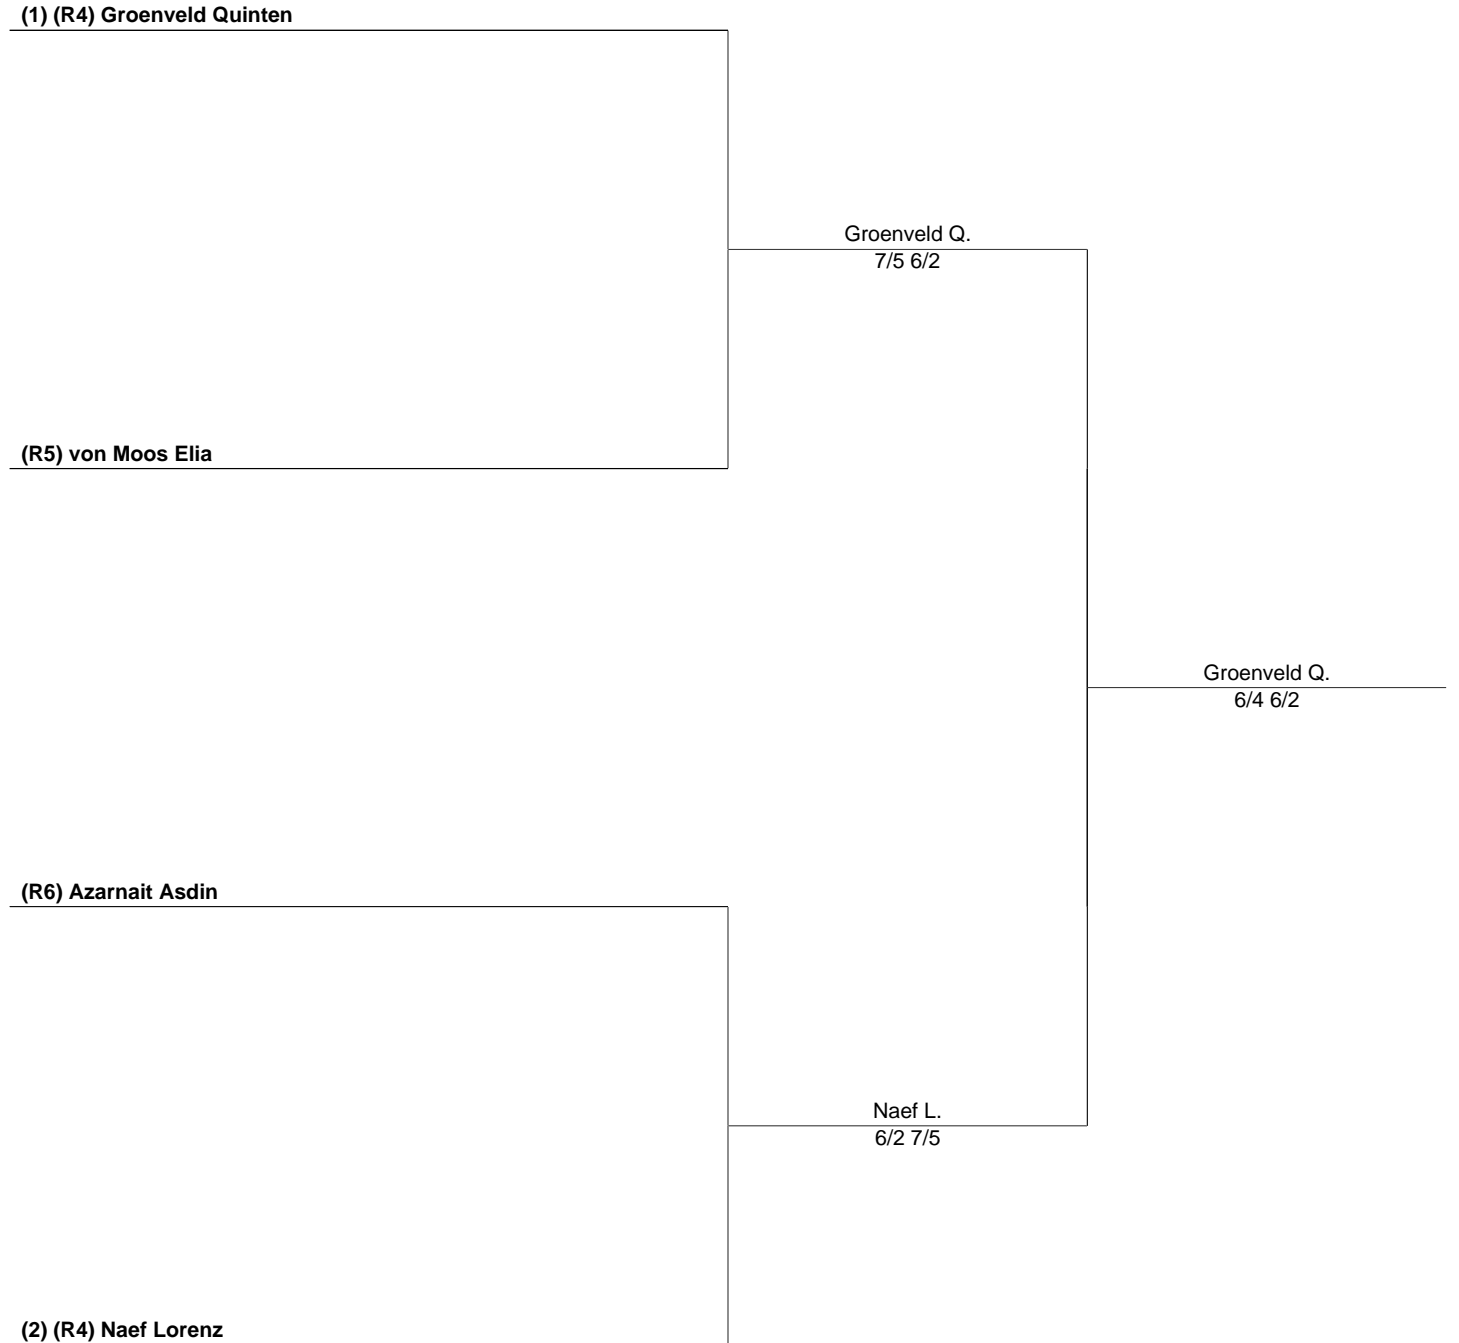 (1) (R4) Groenveld Quinten
Groenveld Q.
7/5 6/2
(R5) von Moos Elia
Groenveld Q.
6/4 6/2
(R6) Azarnait Asdin
Naef L.
6/2 7/5
(2) (R4) Naef Lorenz